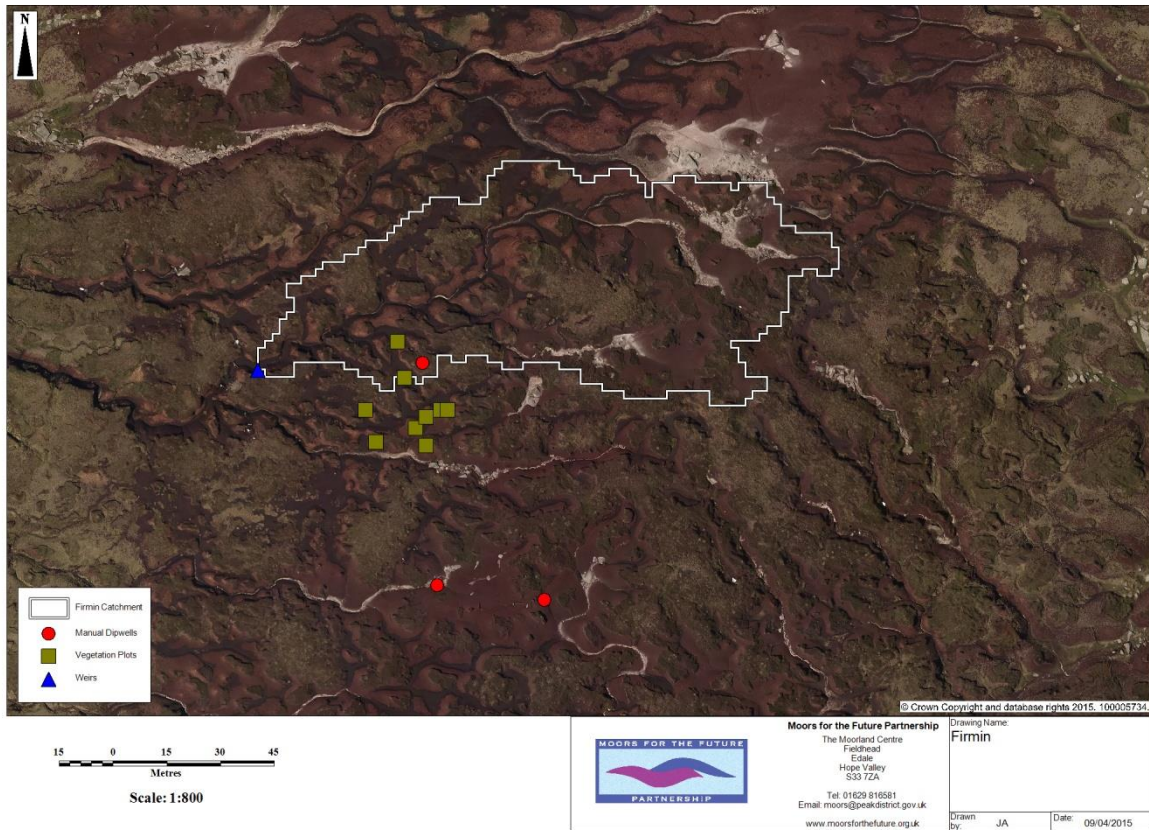 N
Firmin Catchment
Manual Dipwells
Vegetation Plots
Weirs
© Crown Copyright and database rights 2015. 100005734.
15 0 15 30 45
Metres
Scale: 1:800
MOORS FOR THE FUTURE
PARTNERSHIP
Moors for the Future Partnership
The Moorland Centre
Fieldhead
Edale
Hope Valley
S33 7ZA
Tel: 01629 816581
Email: moors@peakdistrict.gov.uk
www.moorsforthefuture.org.uk
Drawing Name:
Firmin
Drawn by: JA
Date: 09/04/2015